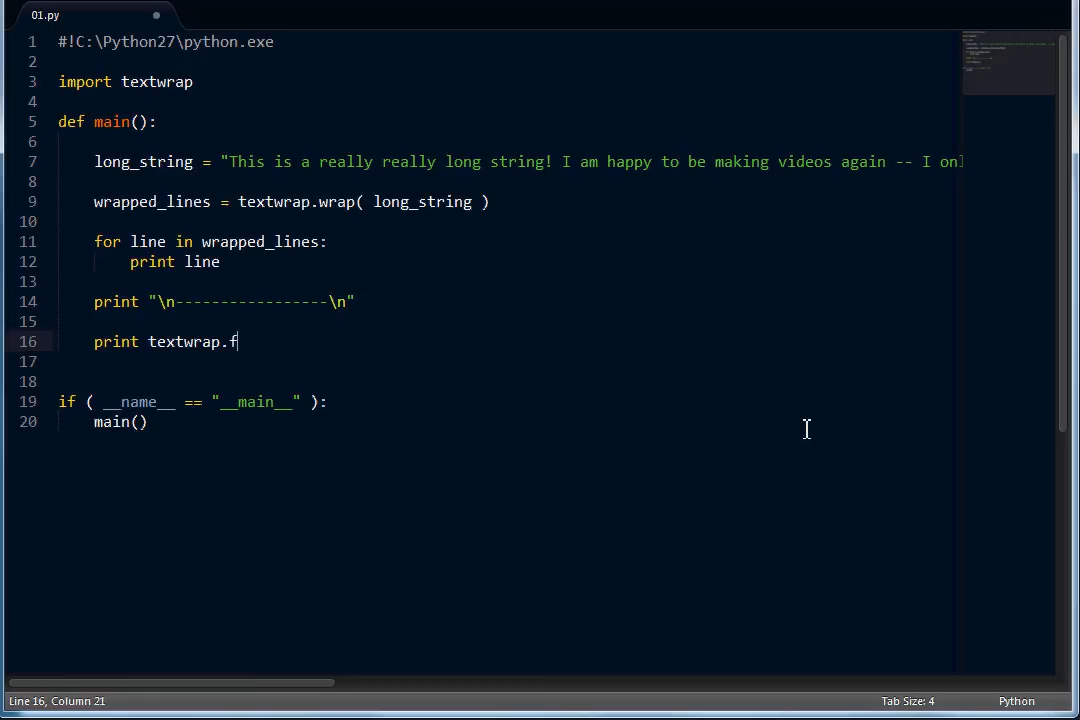 01.py
1 #!C:\Python27\python.exe
2
3 import textwrap
4
5 def main():
6
7 long_string = "This is a really really long string! I am happy to be making videos again -- I onl
8
9 wrapped_lines = textwrap.wrap( long_string )
10
11 for line in wrapped_lines:
12 print line
13
14 print "\n-----------------\n"
15
16 print textwrap.f
17
18
19 if ( __name__ == "__main__" ):
20 main()
Line 16, Column 21 Tab Size: 4 Python